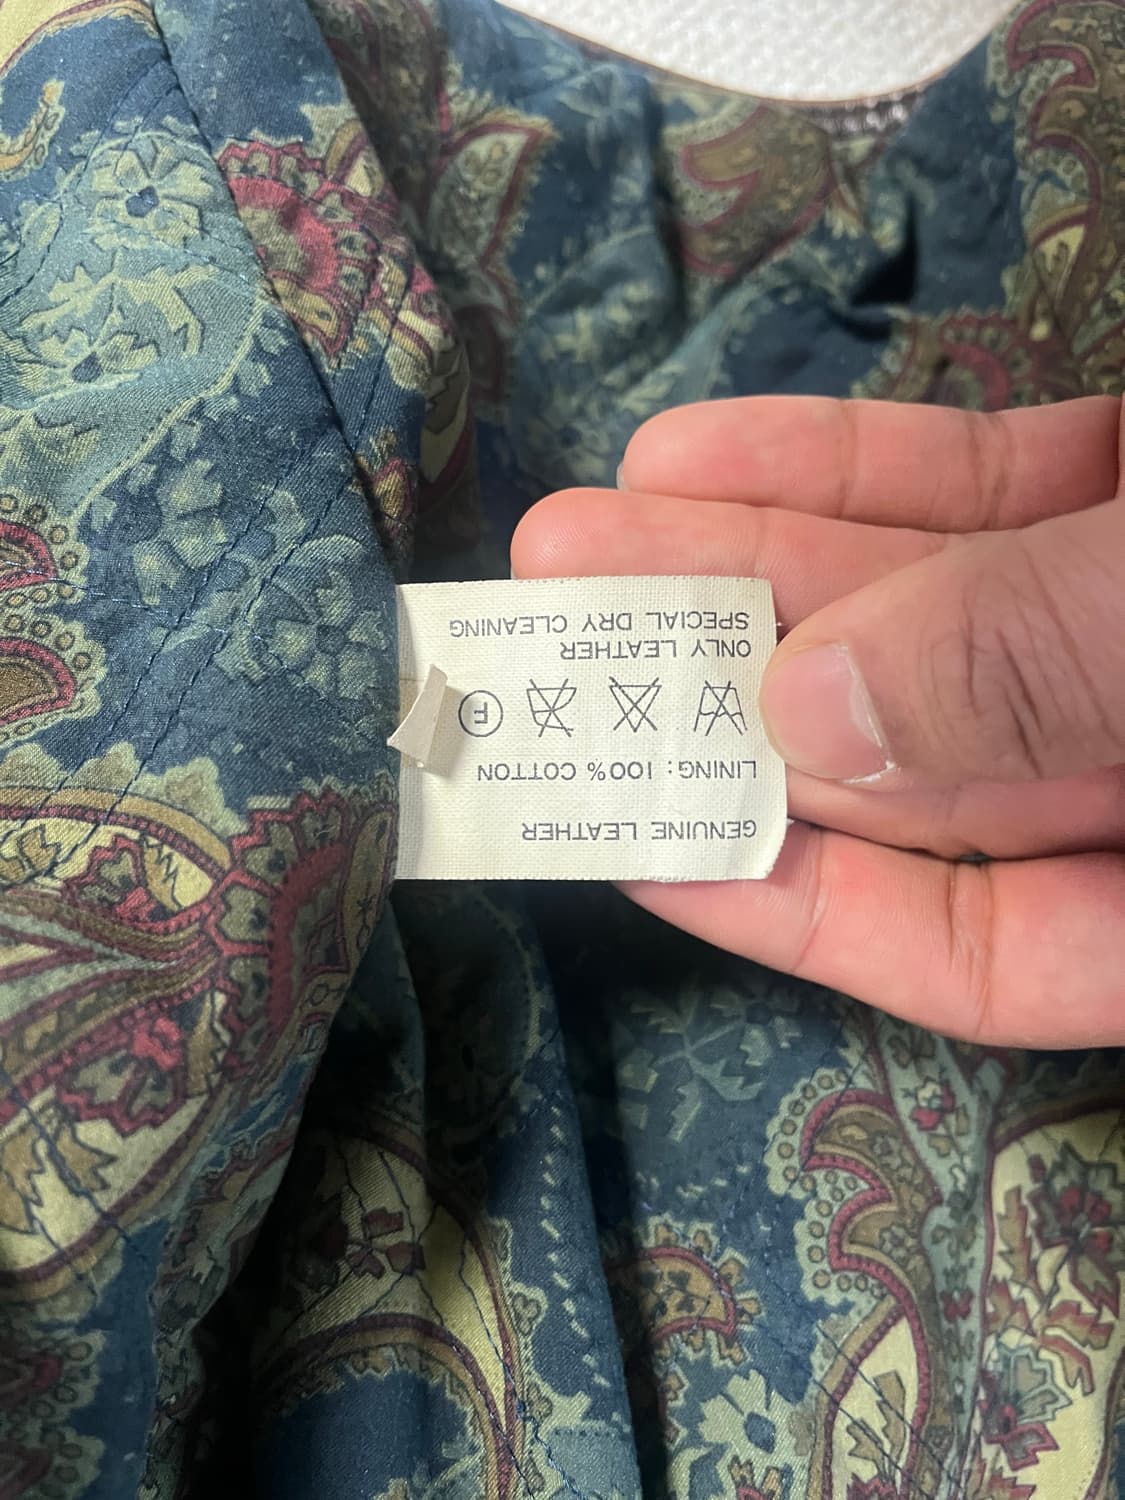 GENUINE LEATHER
LINING: 100% COTTON
F
ONLY LEATHER
SPECIAL DRY CLEANING